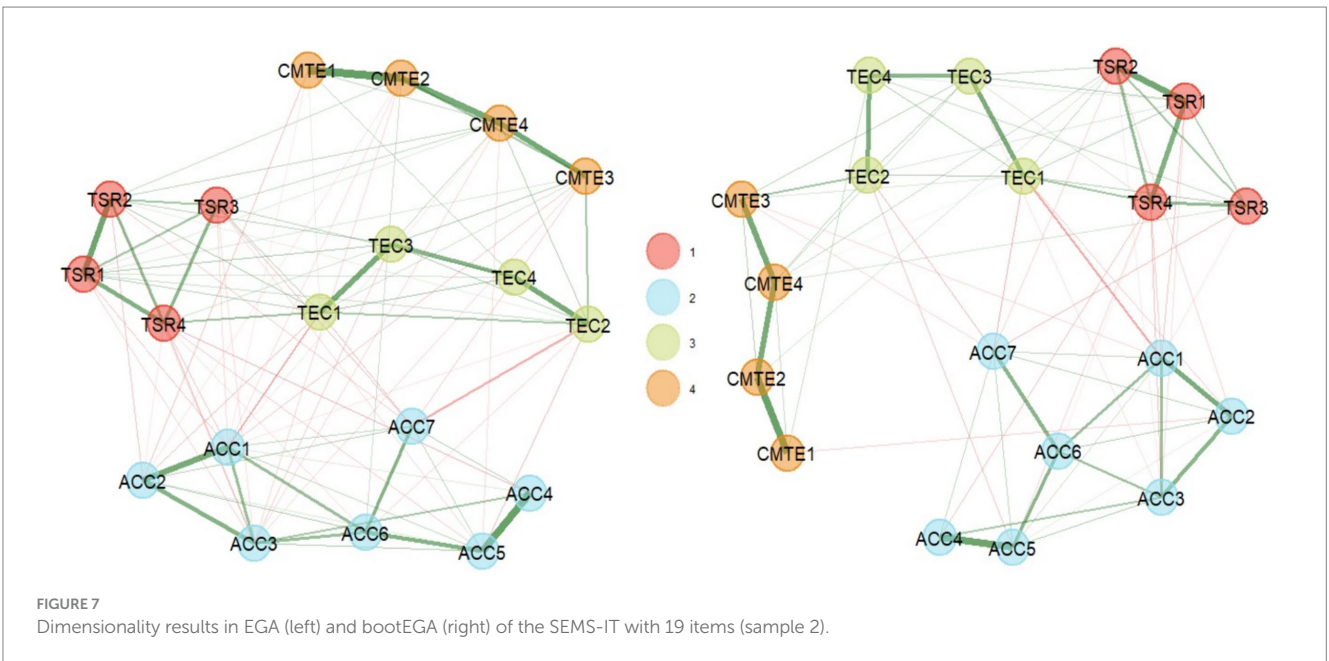 CMTE1
CMTE2
CMTE4
CMTE3
TSR2
TSR3
TSR1
TSR4
TEC3
TEC4
TEC1
TEC2
ACC7
ACC1
ACC2
ACC4
ACC3
ACC6
ACC5
1
2
3
4
TEC4
TEC3
TSR2
TSR1
TEC2
TEC1
TSR4
TSR3
CMTE3
CMTE4
CMTE2
CMTE1
ACC7
ACC1
ACC2
ACC6
ACC3
ACC4
ACC5
FIGURE 7
Dimensionality results in EGA (left) and bootEGA (right) of the SEMS-IT with 19 items (sample 2).